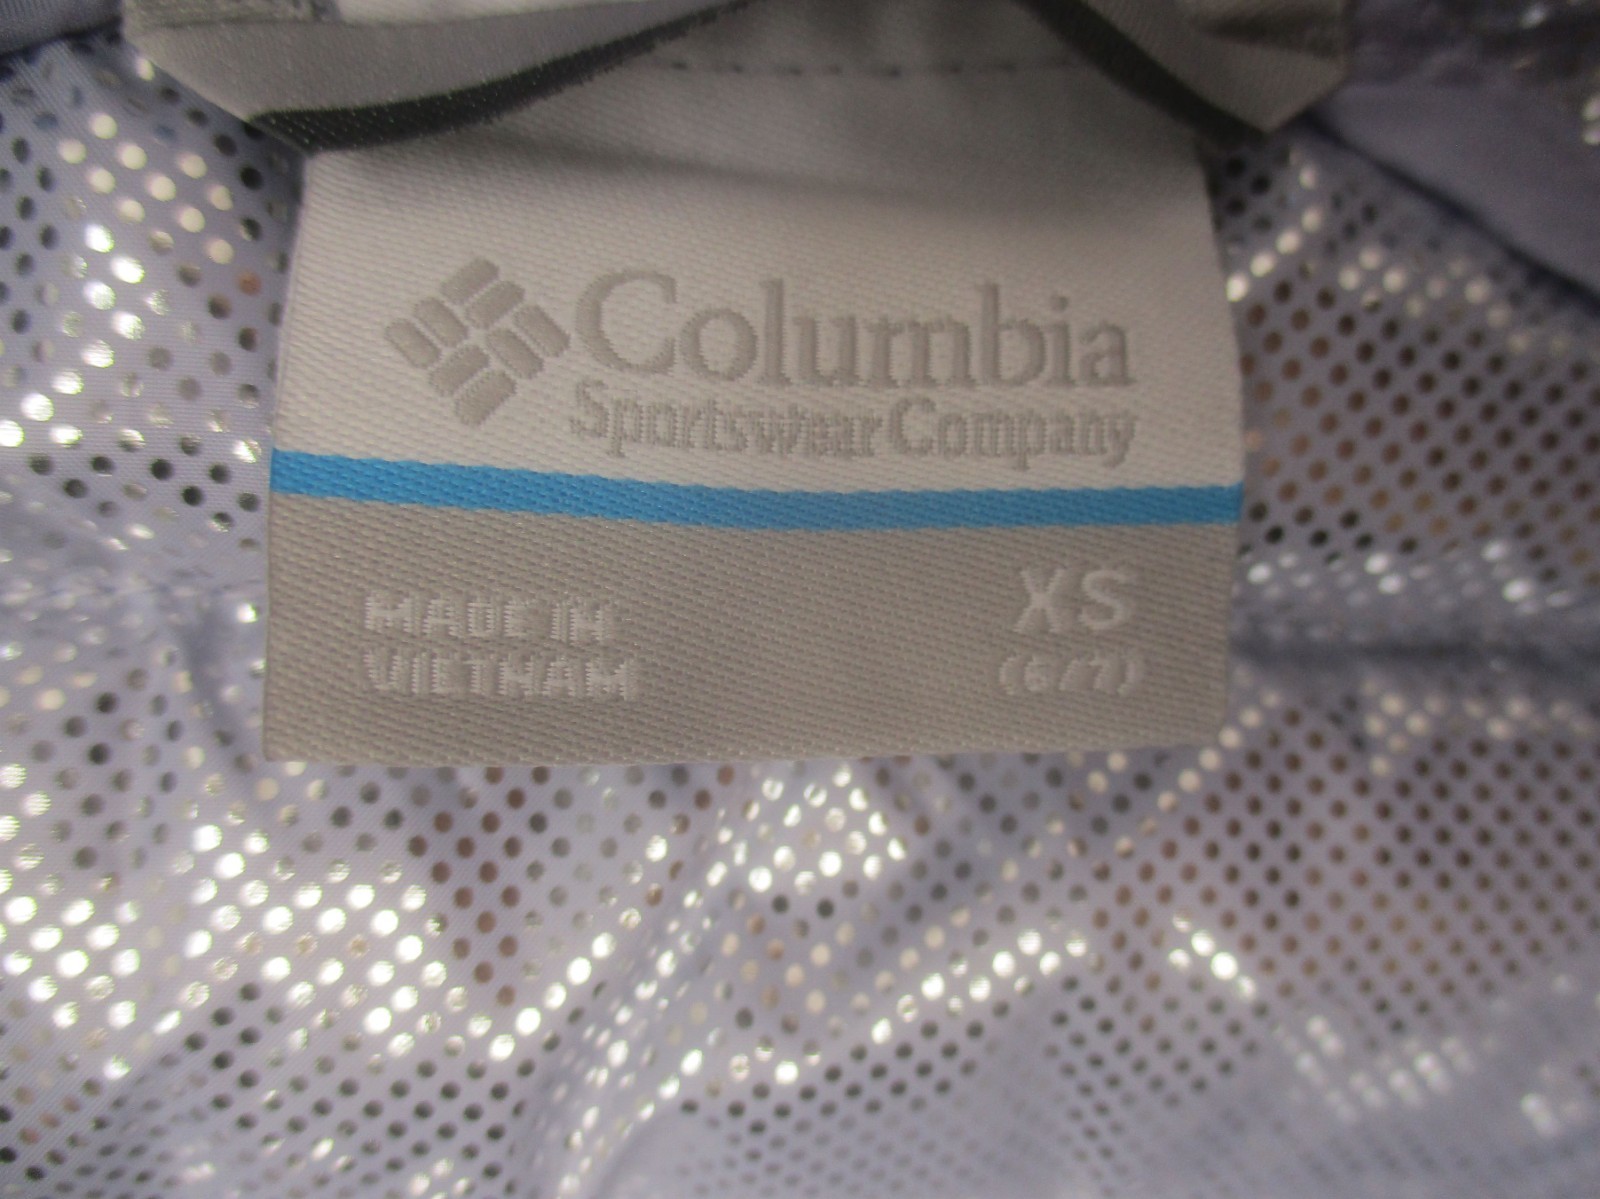 Columbia
Sportswear Company
MADE IN
VIETNAM
XS
(6/7)